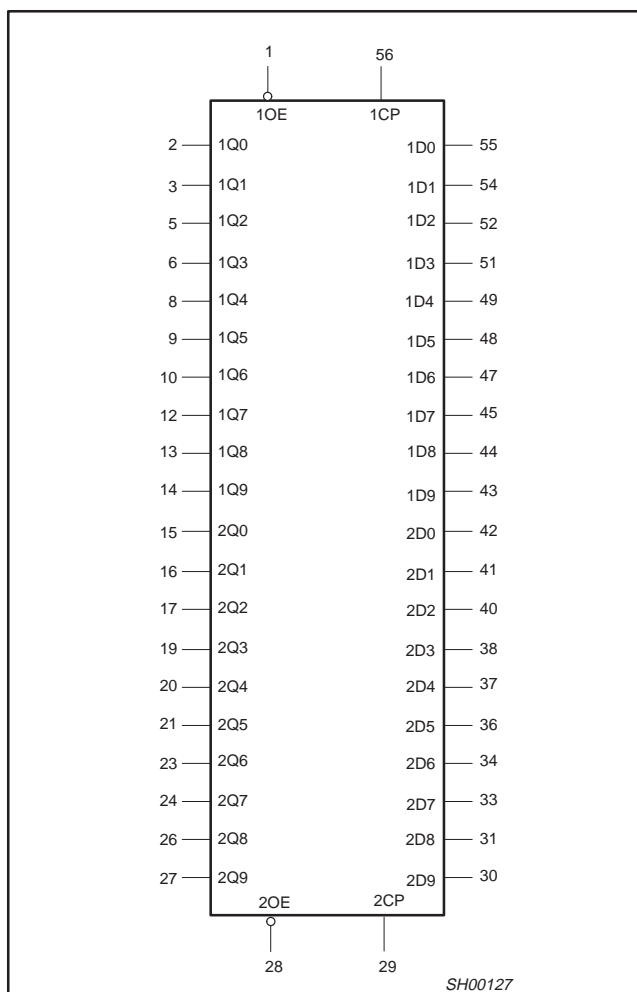 1 56
1OE 1CP
2 1Q0 1D0 55
3 1Q1 1D1 54
5 1Q2 1D2 52
6 1Q3 1D3 51
8 1Q4 1D4 49
9 1Q5 1D5 48
10 1Q6 1D6 47
12 1Q7 1D7 45
13 1Q8 1D8 44
14 1Q9 1D9 43
15 2Q0 2D0 42
16 2Q1 2D1 41
17 2Q2 2D2 40
19 2Q3 2D3 38
20 2Q4 2D4 37
21 2Q5 2D5 36
23 2Q6 2D6 34
24 2Q7 2D7 33
26 2Q8 2D8 31
27 2Q9 2D9 30
2OE 2CP
28 29
SH00127